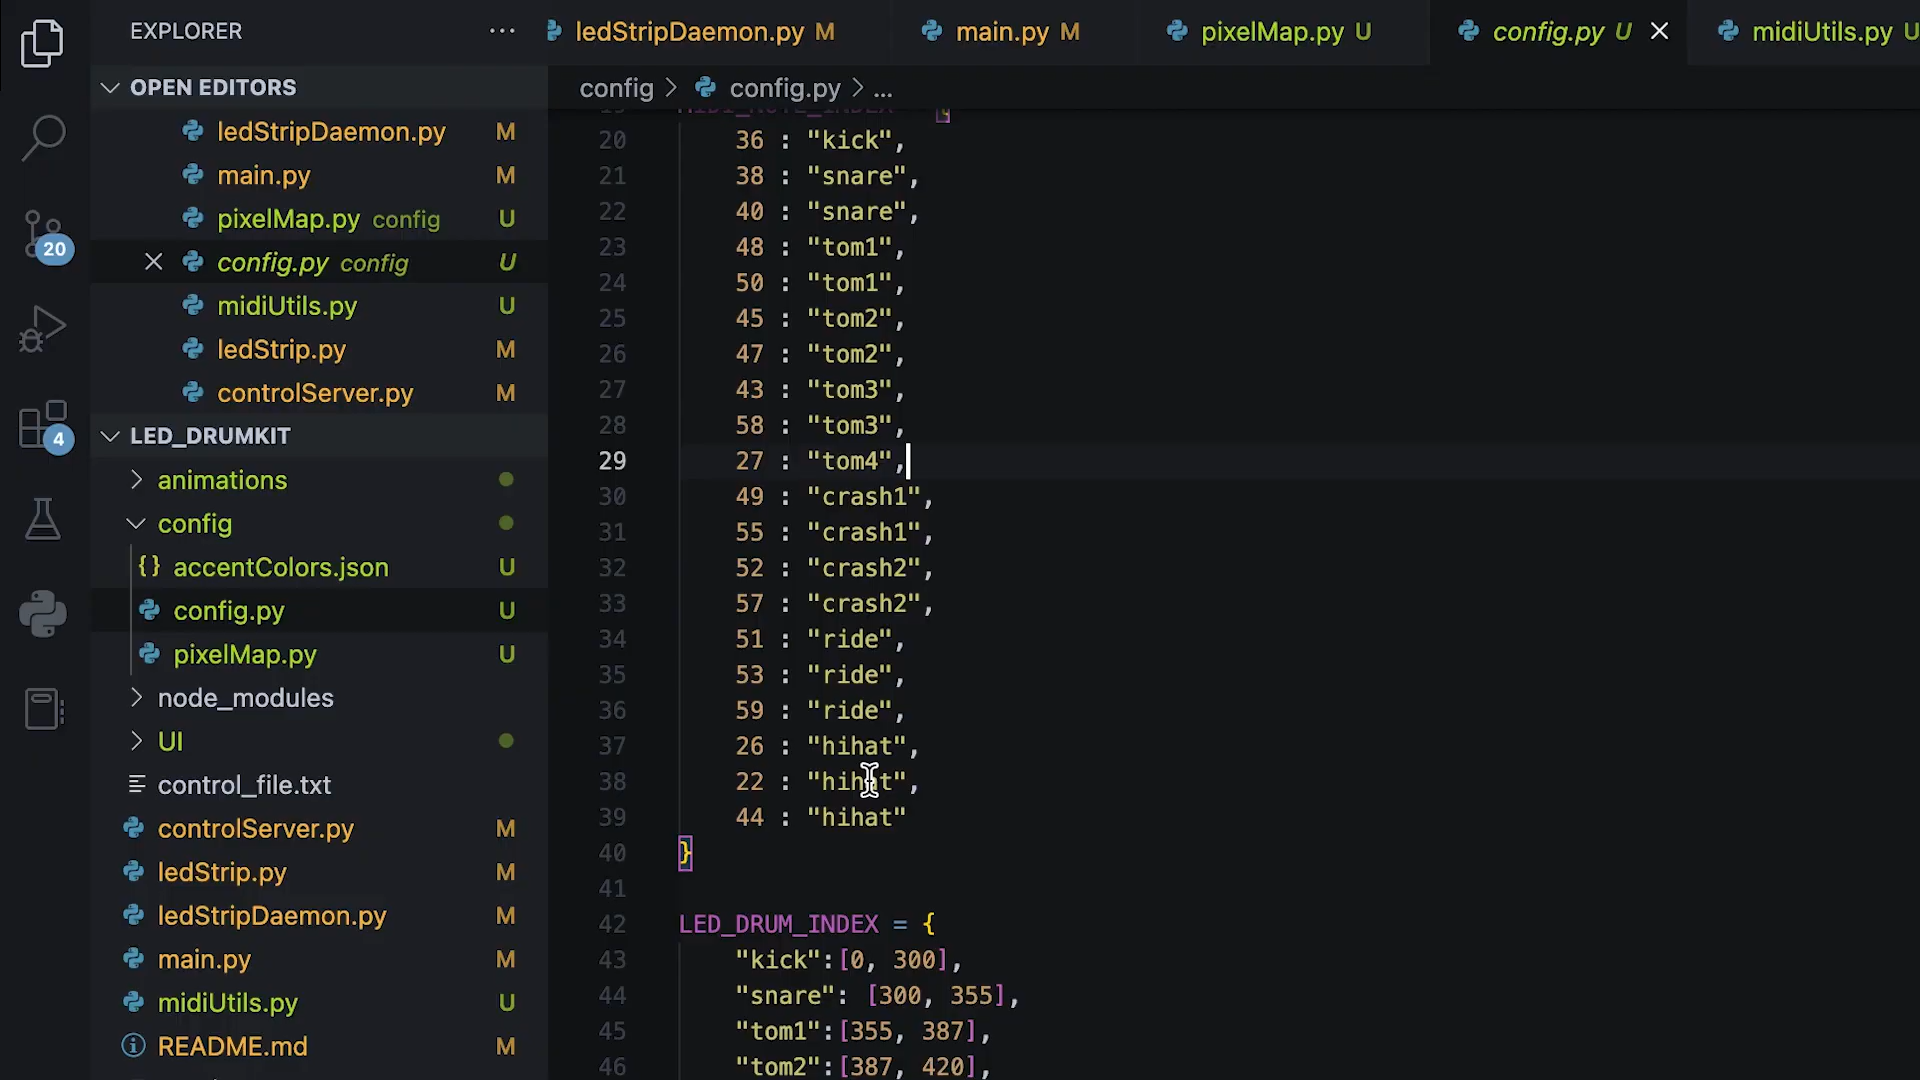 EXPLORER
ledStripDaemon.py M
main.py M
pixelMap.py U
config.py U
midiUtils.py U
OPEN EDITORS
ledStripDaemon.py M
main.py M
pixelMap.py config U
config.py config U
midiUtils.py U
ledStrip.py M
controlServer.py M
LED_DRUMKIT
animations
config
{} accentColors.json U
config.py U
pixelMap.py U
node_modules
UI
control_file.txt
controlServer.py M
ledStrip.py M
ledStripDaemon.py M
main.py M
midiUtils.py U
README.md M
20
4
config > config.py > ...
20 36 : "kick",
21 38 : "snare",
22 40 : "snare",
23 48 : "tom1",
24 50 : "tom1",
25 45 : "tom2",
26 47 : "tom2",
27 43 : "tom3",
28 58 : "tom3",
29 27 : "tom4",
30 49 : "crash1",
31 55 : "crash1",
32 52 : "crash2",
33 57 : "crash2",
34 51 : "ride",
35 53 : "ride",
36 59 : "ride",
37 26 : "hihat",
38 22 : "hihat",
39 44 : "hihat"
40 }
41
42 LED_DRUM_INDEX = {
43 "kick":[0, 300],
44 "snare": [300, 355],
45 "tom1":[355, 387],
46 "tom2":[387, 420],